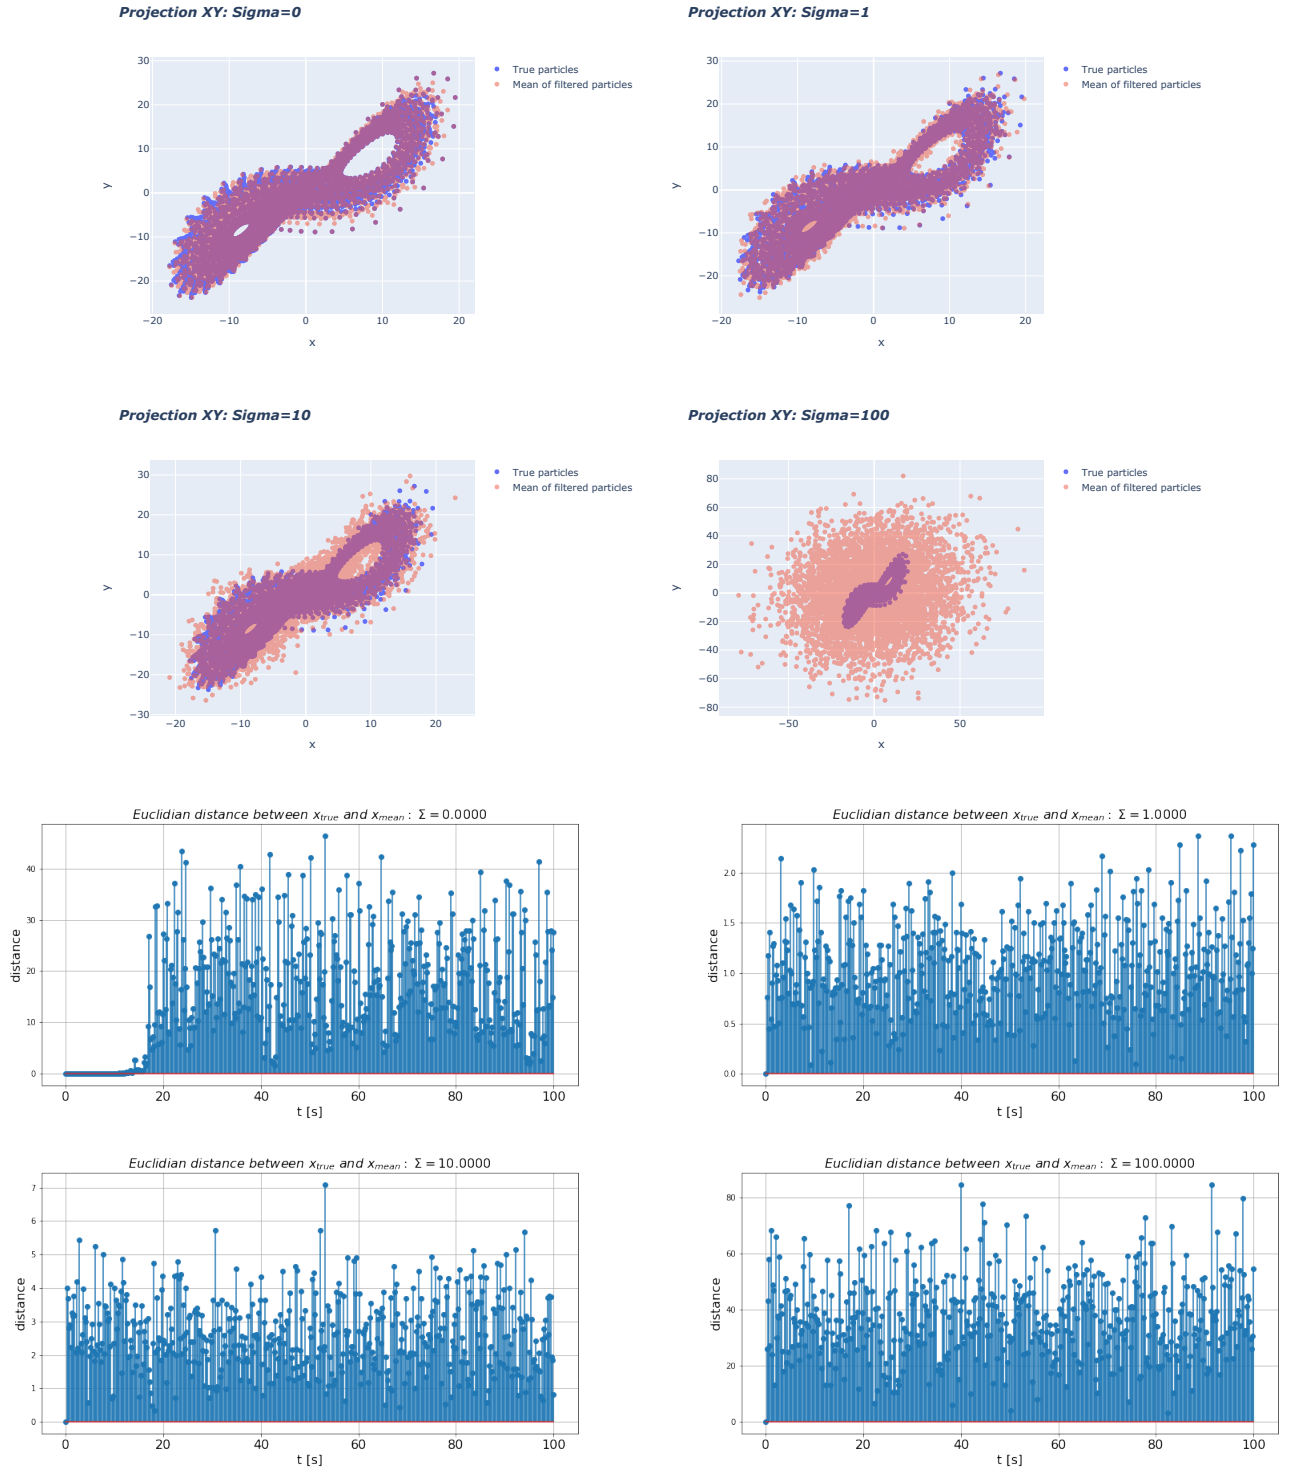 Projection XY: Sigma=0
True particles
Mean of filtered particles
30
20
10
0
−10
−20
y
−20 −10 0 10 20
x
Projection XY: Sigma=1
True particles
Mean of filtered particles
30
20
10
0
−10
−20
y
−20 −10 0 10 20
x
Projection XY: Sigma=10
True particles
Mean of filtered particles
30
20
10
0
−10
−20
−30
y
−20 −10 0 10 20
x
Projection XY: Sigma=100
True particles
Mean of filtered particles
80
60
40
20
0
−20
−40
−60
−80
y
−50 0 50
x
Euclidian distance between x_true and x_mean : Σ = 0.0000
40
30
20
10
0
distance
0 20 40 60 80 100
t [s]
Euclidian distance between x_true and x_mean : Σ = 1.0000
2.0
1.5
1.0
0.5
0.0
distance
0 20 40 60 80 100
t [s]
Euclidian distance between x_true and x_mean : Σ = 10.0000
7
6
5
4
3
2
1
0
distance
0 20 40 60 80 100
t [s]
Euclidian distance between x_true and x_mean : Σ = 100.0000
80
60
40
20
0
distance
0 20 40 60 80 100
t [s]